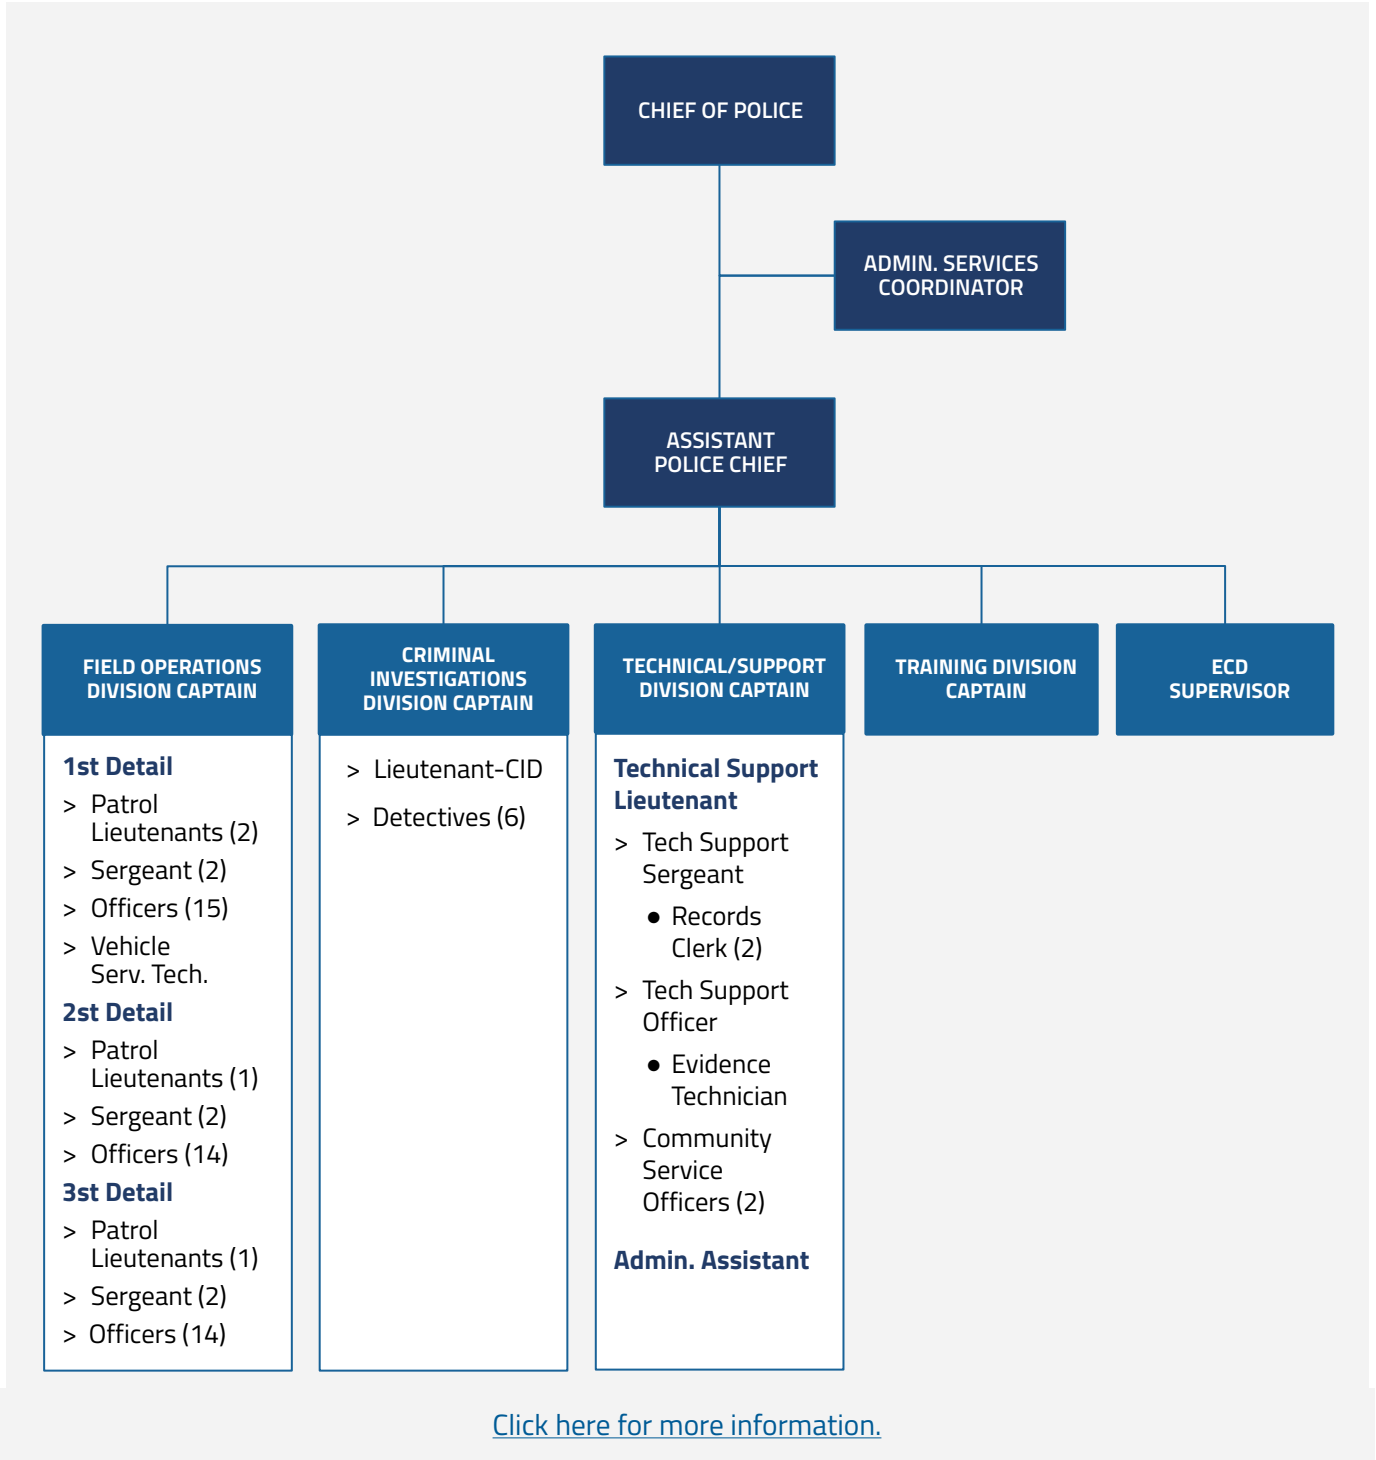 CHIEF OF POLICE
ADMIN. SERVICES
COORDINATOR
ASSISTANT
POLICE CHIEF
FIELD OPERATIONS
DIVISION CAPTAIN
1st Detail
> Patrol
Lieutenants (2)
> Sergeant (2)
> Officers (15)
> Vehicle
Serv. Tech.
2st Detail
> Patrol
Lieutenants (1)
> Sergeant (2)
> Officers (14)
3st Detail
> Patrol
Lieutenants (1)
> Sergeant (2)
> Officers (14)
CRIMINAL
INVESTIGATIONS
DIVISION CAPTAIN
> Lieutenant-CID
> Detectives (6)
TECHNICAL/SUPPORT
DIVISION CAPTAIN
Technical Support
Lieutenant
> Tech Support
Sergeant
● Records
Clerk (2)
> Tech Support
Officer
● Evidence
Technician
> Community
Service
Officers (2)
Admin. Assistant
TRAINING DIVISION
CAPTAIN
ECD
SUPERVISOR
Click here for more information.